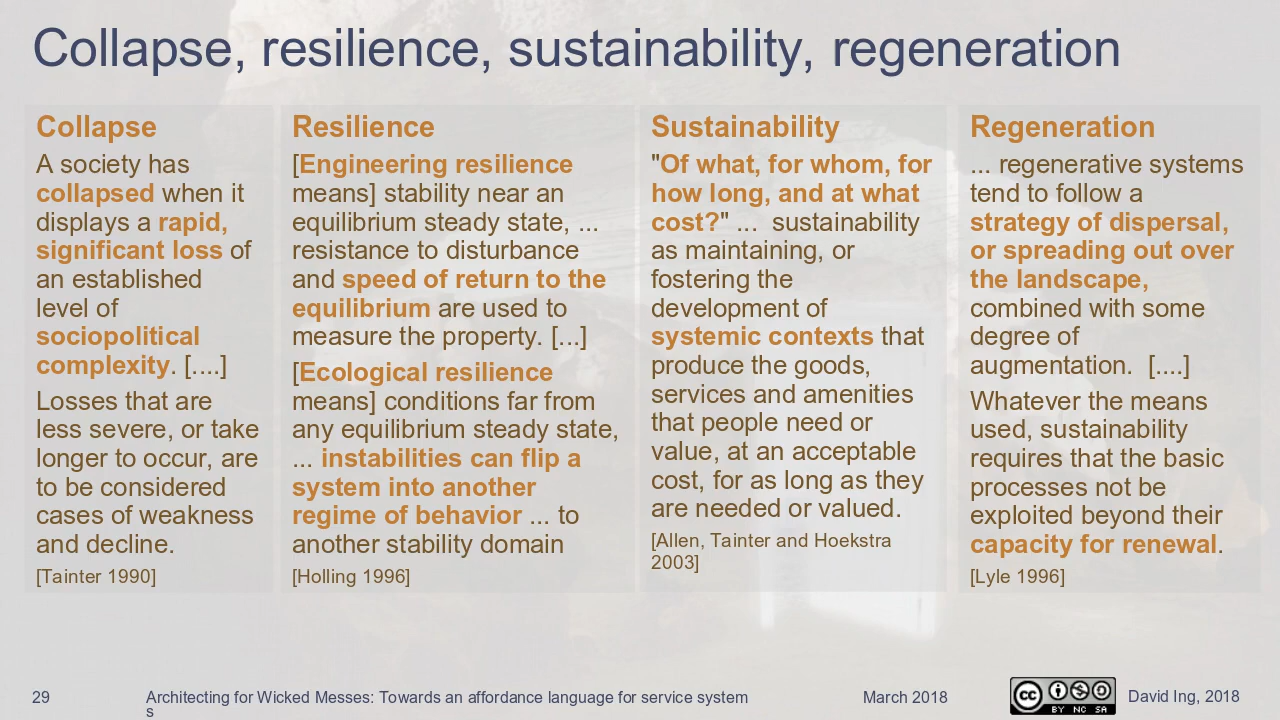 Collapse, resilience, sustainability, regeneration
Collapse
A society has
collapsed when it
displays a rapid,
significant loss of
an established
level of
sociopolitical
complexity. [....]
Losses that are
less severe, or take
longer to occur, are
to be considered
cases of weakness
and decline.
[Tainter 1990]
Resilience
[Engineering resilience
means] stability near an
equilibrium steady state, ...
resistance to disturbance
and speed of return to the
equilibrium are used to
measure the property. [...]
[Ecological resilience
means] conditions far from
any equilibrium steady state,
... instabilities can flip a
system into another
regime of behavior ... to
another stability domain
[Holling 1996]
Sustainability
"Of what, for whom, for
how long, and at what
cost?" ...  sustainability
as maintaining, or
fostering the
development of
systemic contexts that
produce the goods,
services and amenities
that people need or
value, at an acceptable
cost, for as long as they
are needed or valued.
[Allen, Tainter and Hoekstra
2003]
Regeneration
... regenerative systems
tend to follow a
strategy of dispersal,
or spreading out over
the landscape,
combined with some
degree of
augmentation.  [....]
Whatever the means
used, sustainability
requires that the basic
processes not be
exploited beyond their
capacity for renewal.
[Lyle 1996]
29
Architecting for Wicked Messes: Towards an affordance language for service system
s
March 2018
cc
BY NC SA
David Ing, 2018